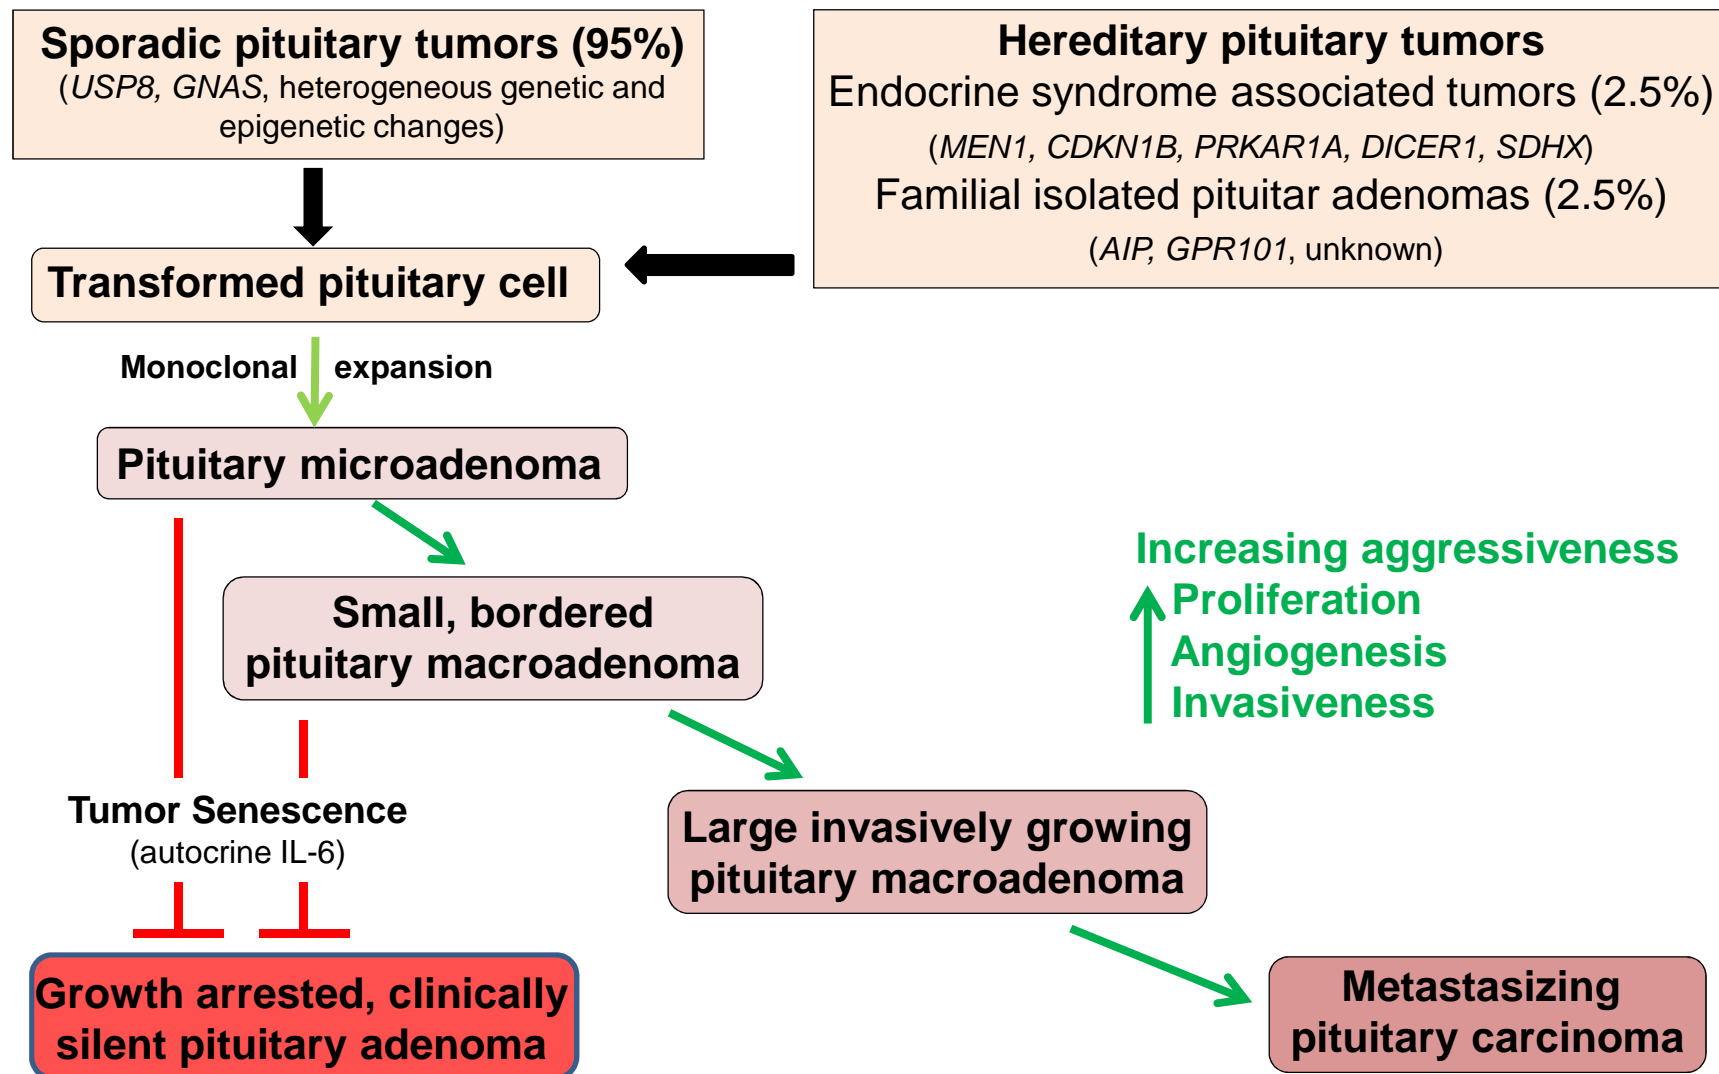 Sporadic pituitary tumors (95%)
(USP8, GNAS, heterogeneous genetic and
epigenetic changes)
Hereditary pituitary tumors
Endocrine syndrome associated tumors (2.5%)
(MEN1, CDKN1B, PRKAR1A, DICER1, SDHX)
Familial isolated pituitar adenomas (2.5%)
(AIP, GPR101, unknown)
Transformed pituitary cell
Monoclonal expansion
Pituitary microadenoma
Small, bordered
pituitary macroadenoma
Increasing aggressiveness
Proliferation
Angiogenesis
Invasiveness
Tumor Senescence
(autocrine IL-6)
Large invasively growing
pituitary macroadenoma
Growth arrested, clinically
silent pituitary adenoma
Metastasizing
pituitary carcinoma